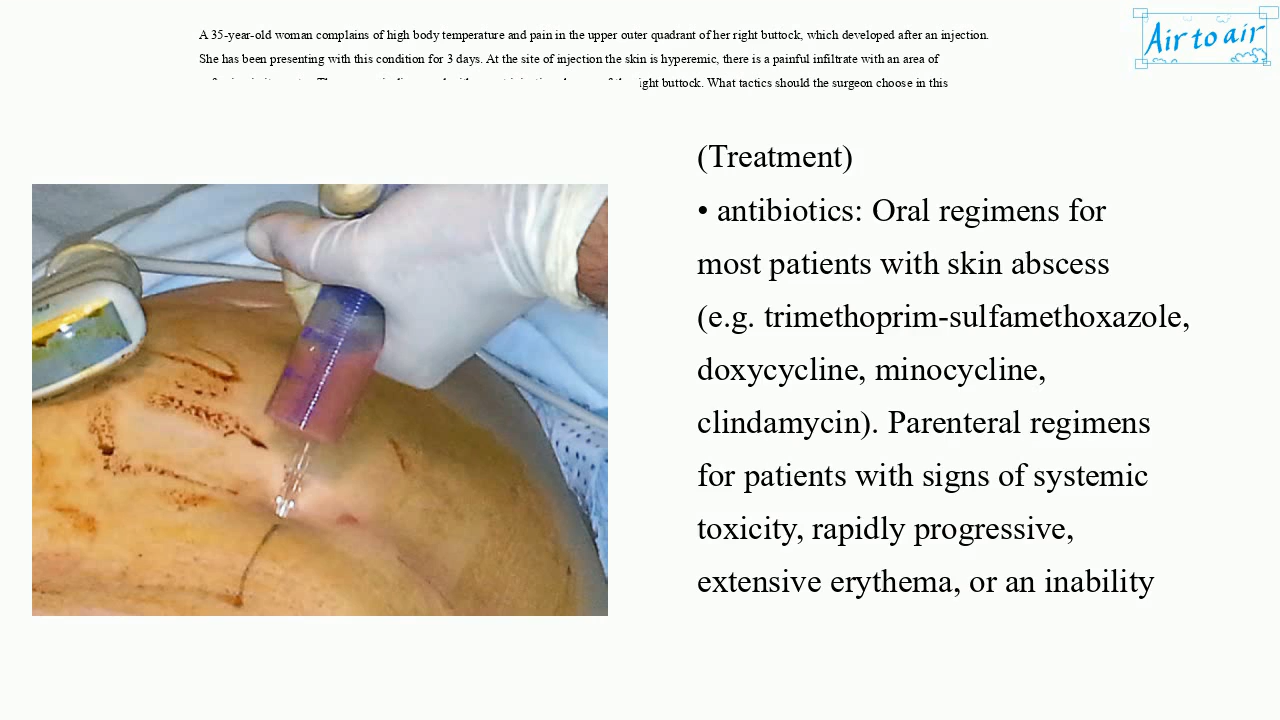 A 35-year-old woman complains of high body temperature and pain in the upper outer quadrant of her right buttock, which developed after an injection.
She has been presenting with this condition for 3 days. At the site of injection the skin is hyperemic, there is a painful infiltrate with an area of
ight buttock. What tactics should the surgeon choose in this
Air to air
(Treatment)
• antibiotics: Oral regimens for
most patients with skin abscess
(e.g. trimethoprim-sulfamethoxazole,
doxycycline, minocycline,
clindamycin). Parenteral regimens
for patients with signs of systemic
toxicity, rapidly progressive,
extensive erythema, or an inability